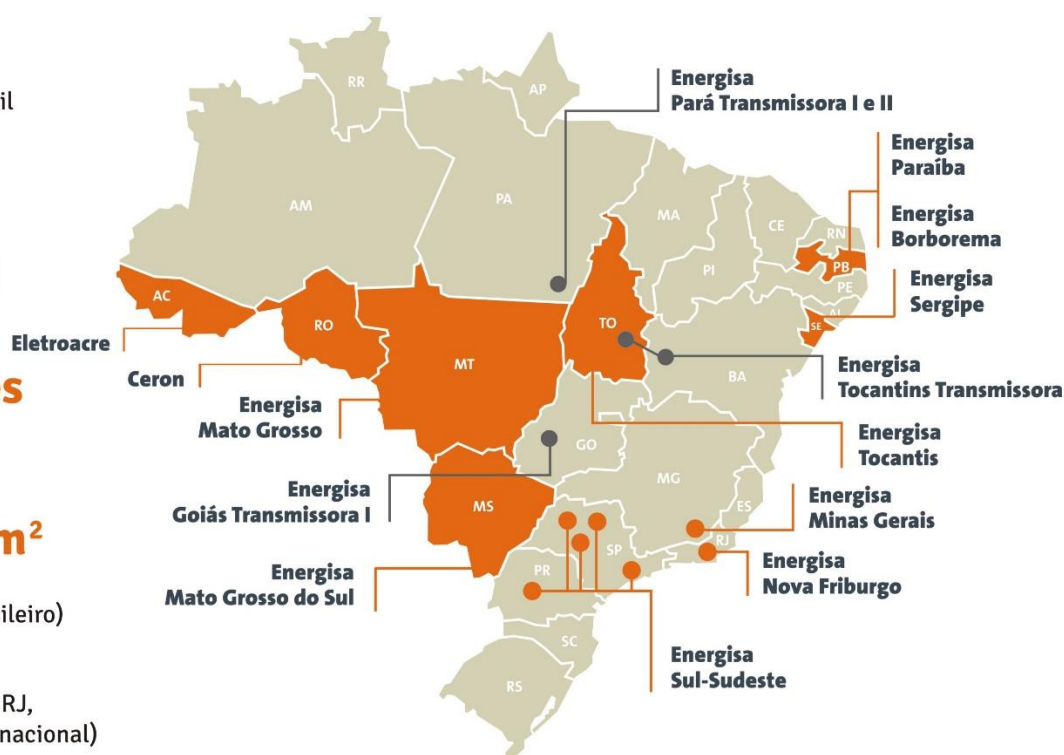 il
s
m²
ileiro)
RJ,
nacional)
RR
AP
AM
PA
MA
CE
RN
PB
PE
AL
SE
PI
AC
RO
MT
TO
BA
GO
MG
ES
MS
SP
RJ
PR
SC
RS
Energisa
Pará Transmissora I e II
Energisa
Paraíba
Energisa
Borborema
Energisa
Sergipe
Eletroacre
Ceron
Energisa
Mato Grosso
Energisa
Tocantins Transmissora
Energisa
Tocantis
Energisa
Goiás Transmissora I
Energisa
Minas Gerais
Energisa
Mato Grosso do Sul
Energisa
Nova Friburgo
Energisa
Sul-Sudeste